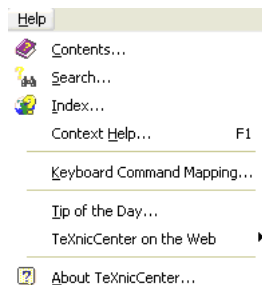 Help
Contents...
Search...
Index...
Context Help... F1
Keyboard Command Mapping...
Tip of the Day...
TeXnicCenter on the Web
About TeXnicCenter...